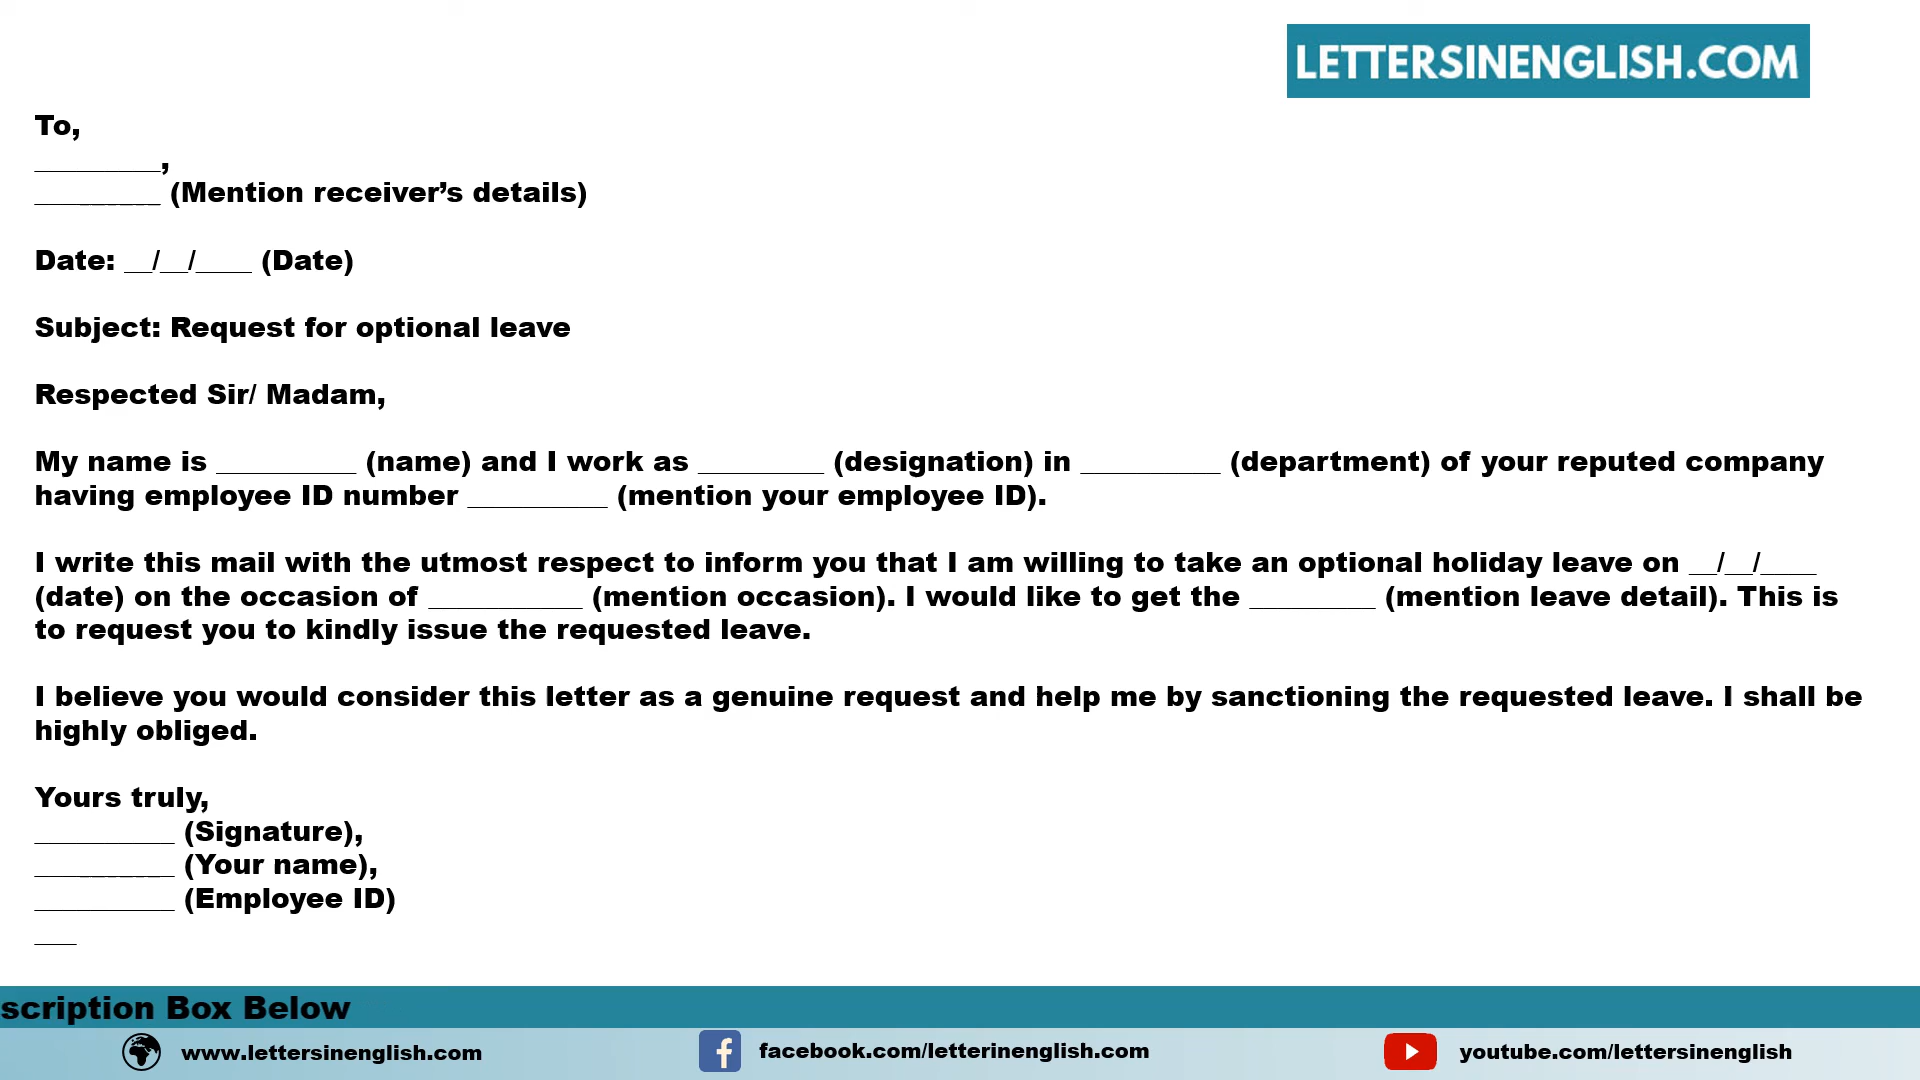 LETTERSINENGLISH.COM
To,
_________,
_________ (Mention receiver’s details)
Date: __/__/____ (Date)
Subject: Request for optional leave
Respected Sir/ Madam,
My name is __________ (name) and I work as _________ (designation) in __________ (department) of your reputed company
having employee ID number __________ (mention your employee ID).
I write this mail with the utmost respect to inform you that I am willing to take an optional holiday leave on __/__/____
(date) on the occasion of ___________ (mention occasion). I would like to get the _________ (mention leave detail). This is
to request you to kindly issue the requested leave.
I believe you would consider this letter as a genuine request and help me by sanctioning the requested leave. I shall be
highly obliged.
Yours truly,
__________ (Signature),
__________ (Your name),
__________ (Employee ID)
___
scription Box Below
www.lettersinenglish.com
facebook.com/letterinenglish.com
youtube.com/lettersinenglish